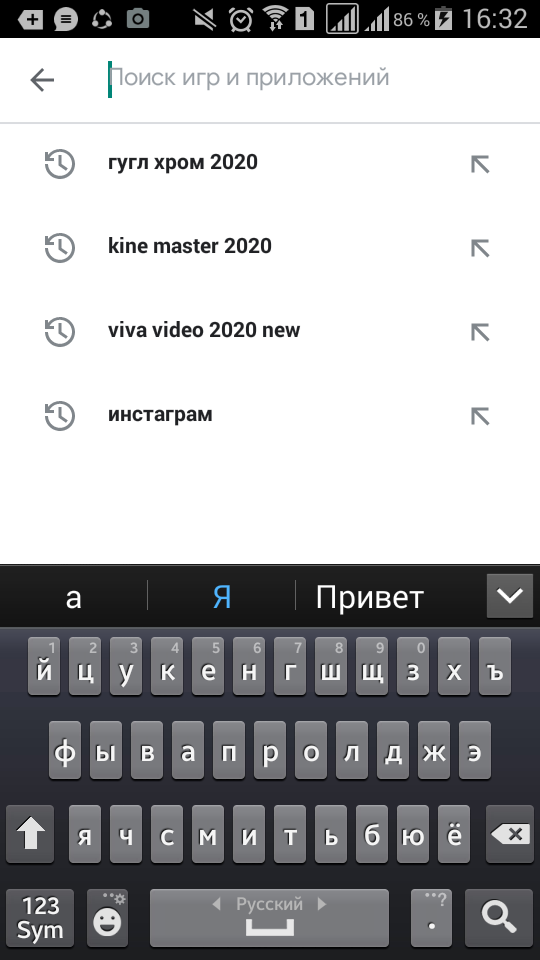 1 86 % 16:32
Поиск игр и приложений
гугл хром 2020
kine master 2020
viva video 2020 new
инстаграм
а Я Привет
1 2 3 4 5 6 7 8 9 0
й ц у к е н г ш щ з х ъ
ф ы в а п р о л д ж э
я ч с м и т ь б ю ё
123 Русский ?
Sym .